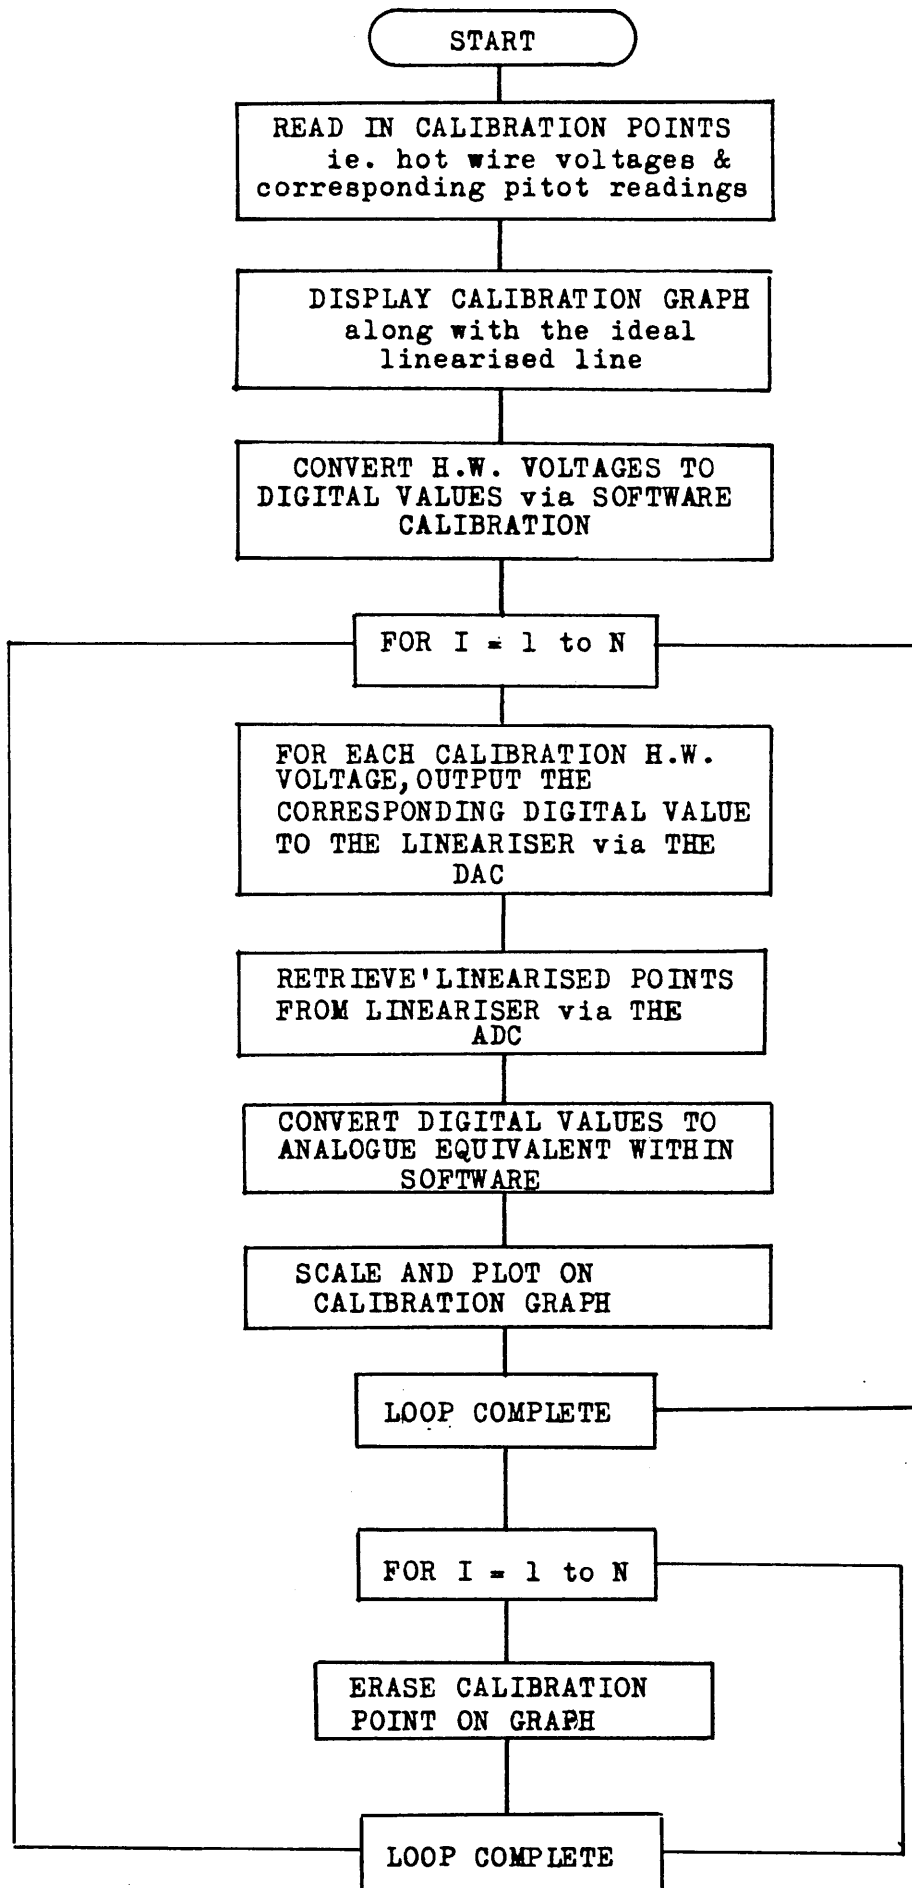 START
READ IN CALIBRATION POINTS
ie. hot wire voltages &
corresponding pitot readings
DISPLAY CALIBRATION GRAPH
along with the ideal
linearised line
CONVERT H.W. VOLTAGES TO
DIGITAL VALUES via SOFTWARE
CALIBRATION
FOR I = 1 to N
FOR EACH CALIBRATION H.W.
VOLTAGE,OUTPUT THE
CORRESPONDING DIGITAL VALUE
TO THE LINEARISER via THE
DAC
RETRIEVE'LINEARISED POINTS
FROM LINEARISER via THE
ADC
CONVERT DIGITAL VALUES TO
ANALOGUE EQUIVALENT WITHIN
SOFTWARE
SCALE AND PLOT ON
CALIBRATION GRAPH
LOOP COMPLETE
FOR I = 1 to N
ERASE CALIBRATION
POINT ON GRAPH
LOOP COMPLETE